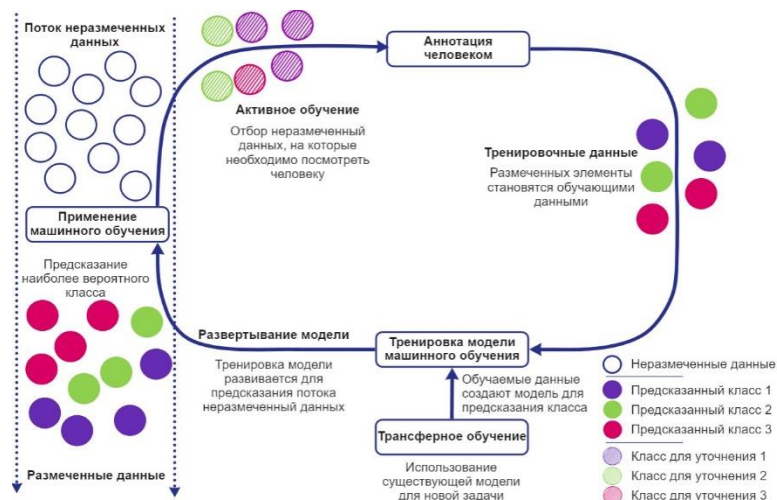 Поток неразмеченных
данных
Аннотация
человеком
Активное обучение
Отбор неразмеченный
данных, на которые
необходимо посмотреть
человеку
Тренировочные данные
Размеченных элементы
становятся обучающими
данными
Применение
машинного обучения
Предсказание
наиболее вероятного
класса
Развертывание модели
Тренировка модели
развивается для
предсказания потока
неразмеченный данных
Тренировка модели
машинного обучения
Обучаемые данные
создают модель для
предсказания класса
Трансферное обучение
Использование
существующей модели
для новой задачи
Размеченные данные
Неразмеченные данные
Предсказанный класс 1
Предсказанный класс 2
Предсказанный класс 3
Класс для уточнения 1
Класс для уточнения 2
Класс для уточнения 3